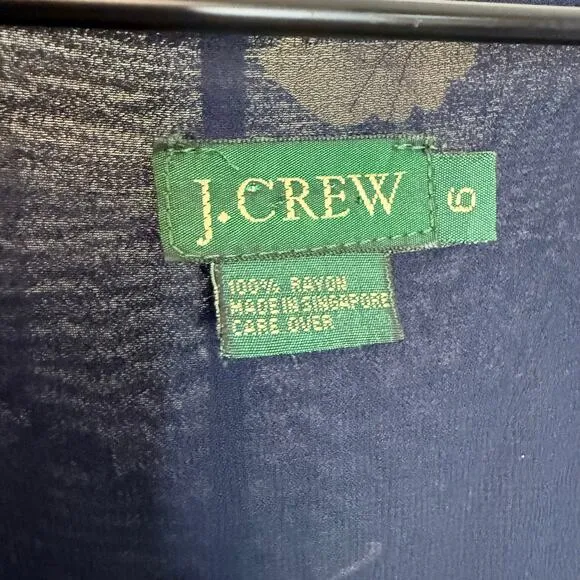 J.CREW
6
100% RAYON
MADE IN SINGAPORE
CARE OVER